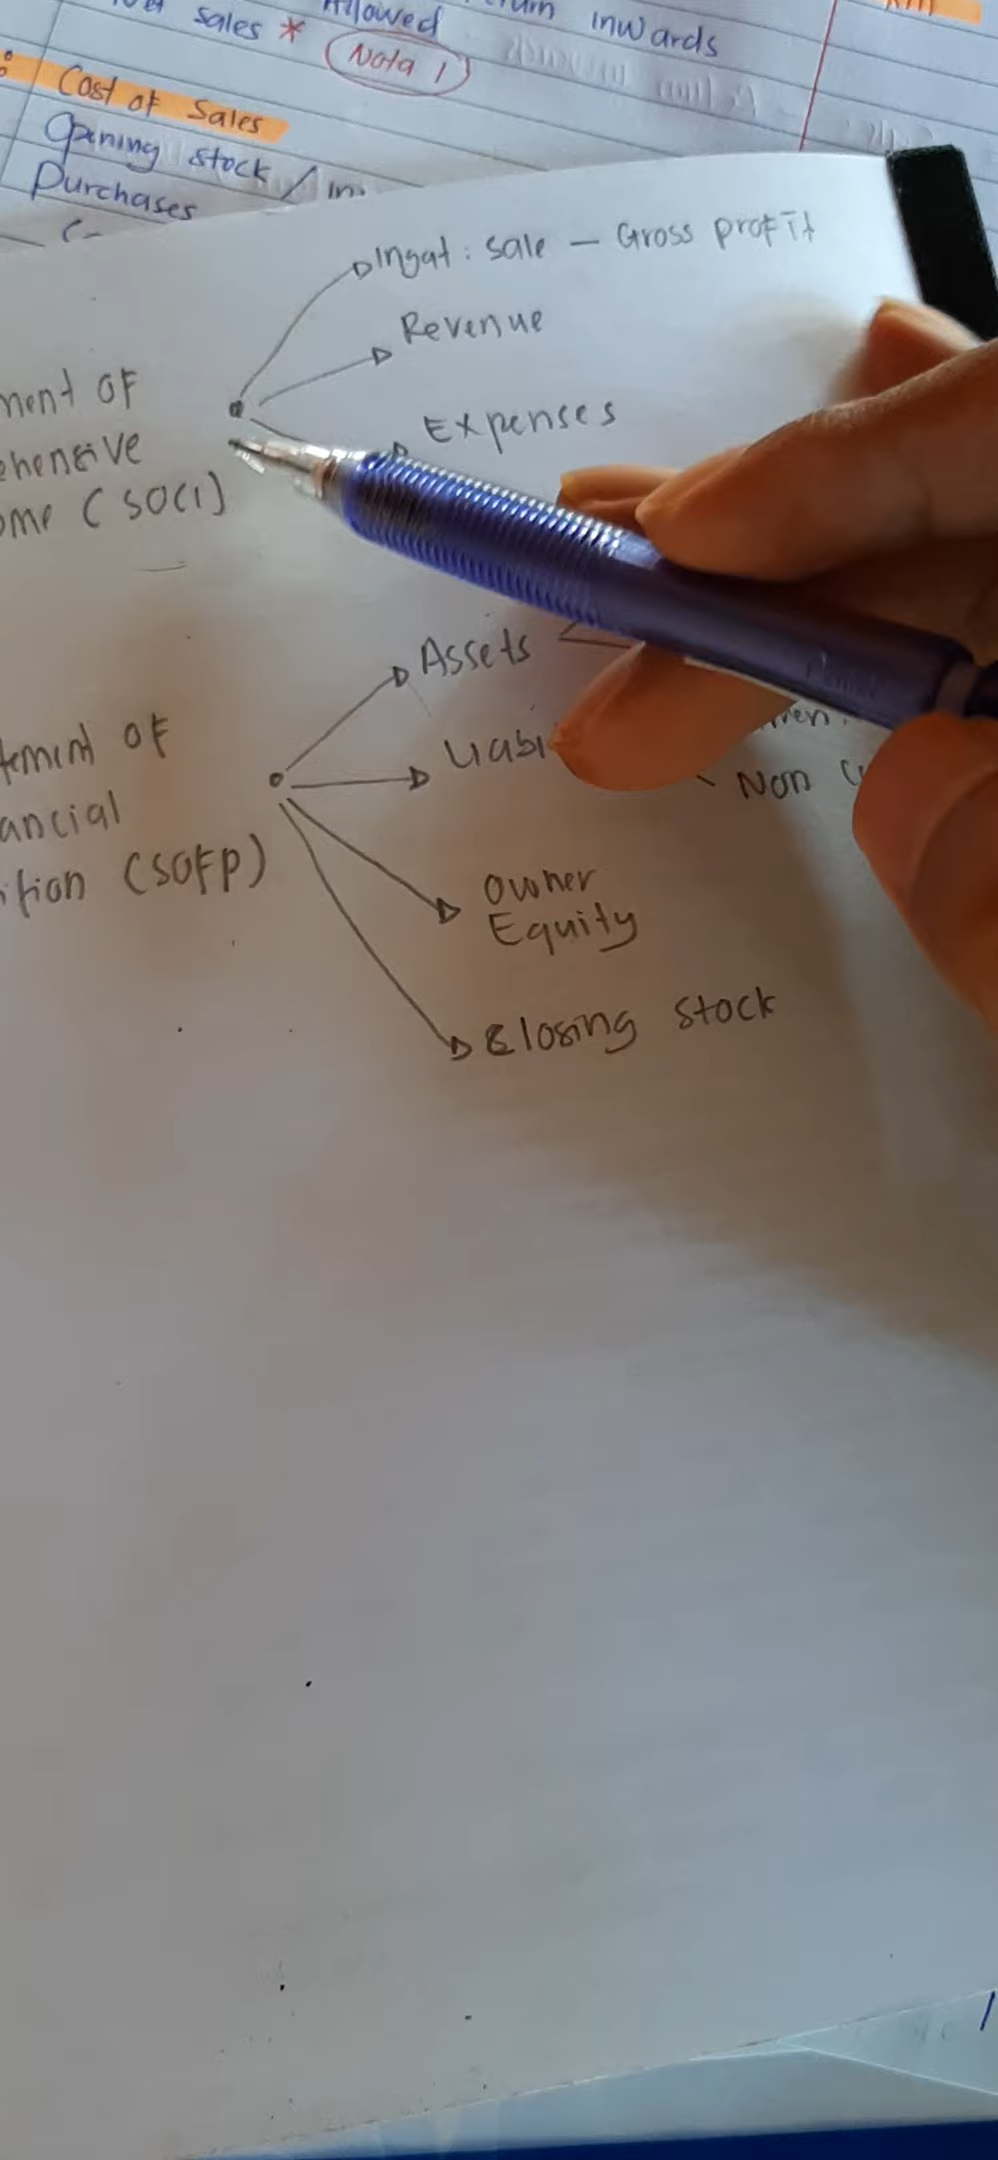 sales * Allowed
inwards
Nota 1
Cost of Sales
Opening stock /
Purchases
Ingat : sale — Gross profit
Revenue
Expenses
ment of
ehensive
ome (SOCI)
Assets
Liabi
tement of
ancial
ition (SOFP)
Non
Owner
Equity
Closing stock